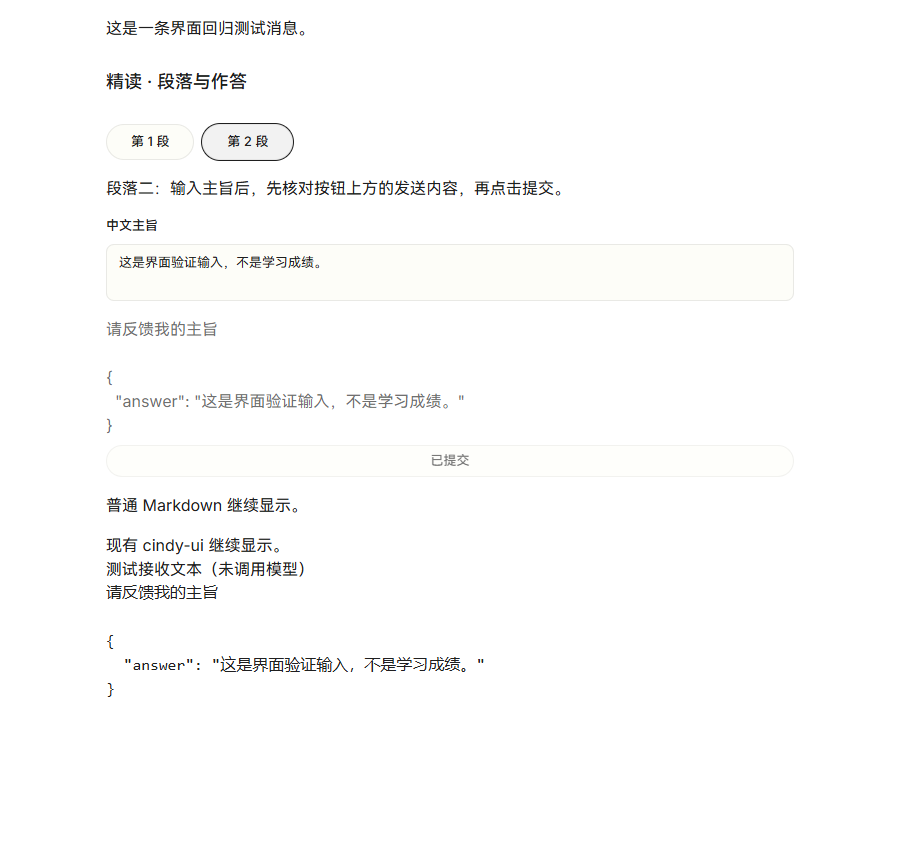 这是一条界面回归测试消息。
精读 · 段落与作答
第 1 段
第 2 段
段落二：输入主旨后，先核对按钮上方的发送内容，再点击提交。
中文主旨
这是界面验证输入，不是学习成绩。
请反馈我的主旨
{
"answer": "这是界面验证输入，不是学习成绩。"
}
已提交
普通 Markdown 继续显示。
现有 cindy-ui 继续显示。
测试接收文本（未调用模型）
请反馈我的主旨
{
"answer": "这是界面验证输入，不是学习成绩。"
}